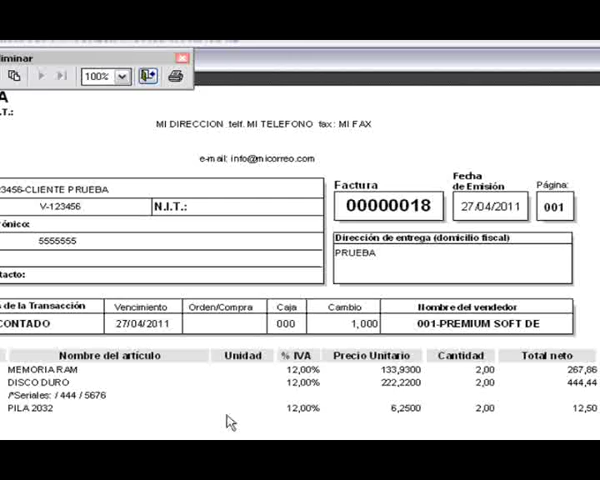 iminar
100%
A
.T.:
MI DIRECCION telf. MI TELEFONO fax: MI FAX
e-mail: info@micorreo.com
23456-CLIENTE PRUEBA
V-123456 N.I.T.:
ónico:
5555555
tacto:
Factura
00000018
Fecha
de Emisión
27/04/2011
Página:
001
Dirección de entrega (domicilio fiscal)
PRUEBA
s de la Transacción Vencimiento Orden/Compra Caja Cambio Nombre del vendedor
CONTADO 27/04/2011 000 1,000 001-PREMIUM SOFT DE
Nombre del artículo Unidad % IVA Precio Unitario Cantidad Total neto
MEMORIA RAM 12,00% 133,9300 2,00 267,86
DISCO DURO 12,00% 222,2200 2,00 444,44
/*Seriales: / 444 / 5676
PILA 2032 12,00% 6,2500 2,00 12,50